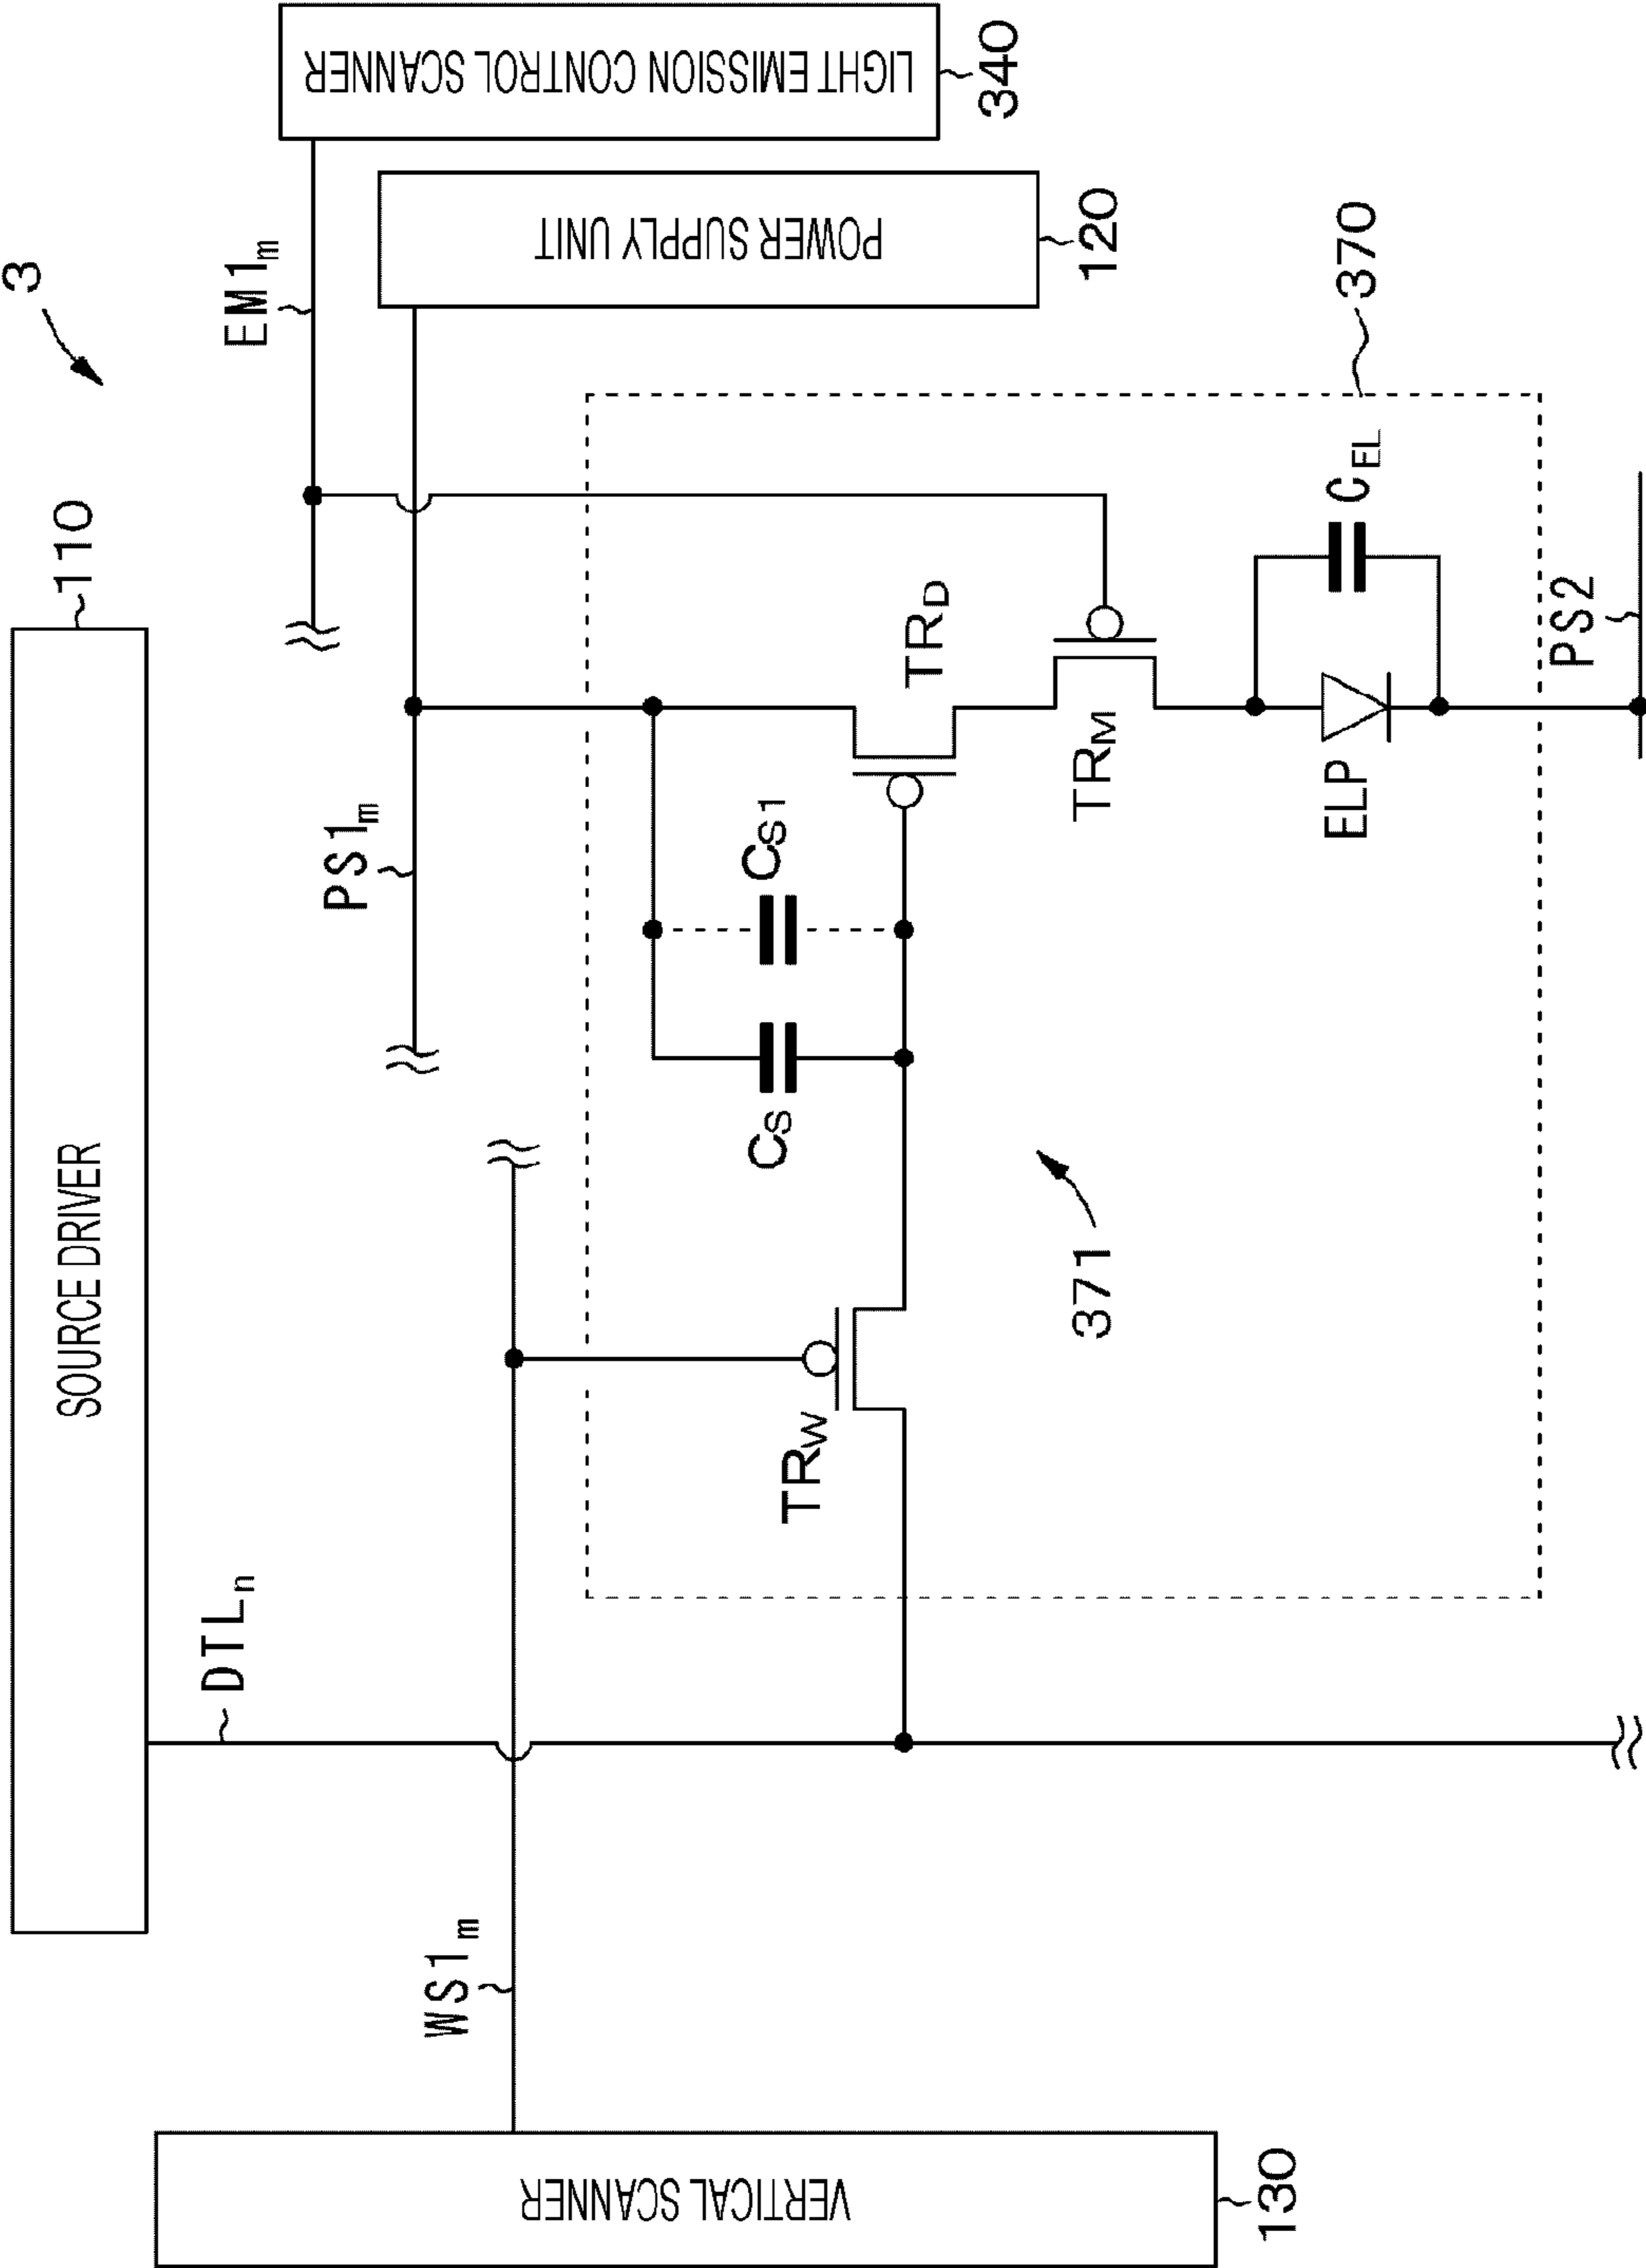 3
110
SOURCE DRIVER
LIGHT EMISSION CONTROL SCANNER
340
EM1m
POWER SUPPLY UNIT
120
DTLn
PS1m
WS1m
VERTICAL SCANNER
130
370
CS
CS1
TRW
TRD
TRM
371
ELP
CEL
PS2